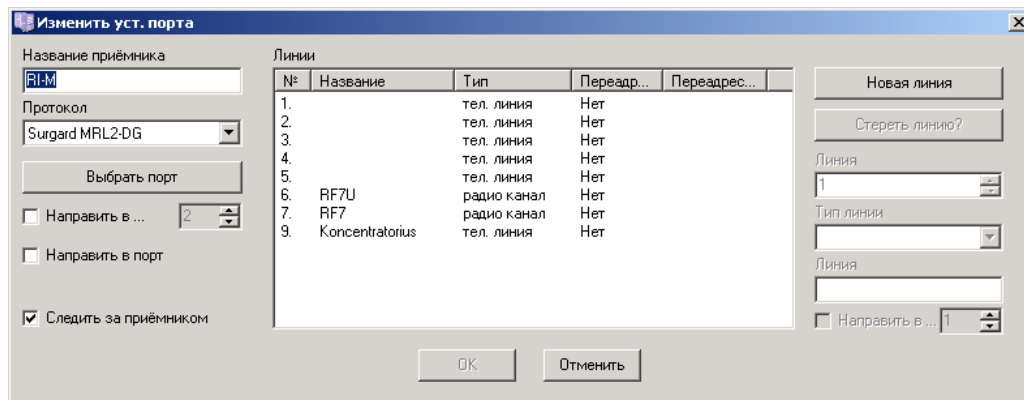 Изменить уст. порта
Название приёмника
RI-M
Протокол
Surgard MRL2-DG
Выбрать порт
Направить в ... 2
Направить в порт
Следить за приёмником
Линии
№ Название Тип Переадр... Переадрес...
1. тел. линия Нет
2. тел. линия Нет
3. тел. линия Нет
4. тел. линия Нет
5. тел. линия Нет
6. RF7U радио канал Нет
7. RF7 радио канал Нет
9. Koncentratorius тел. линия Нет
Новая линия
Стереть линию?
Линия
1
Тип линии
Линия
Направить в ... 1
OK
Отменить